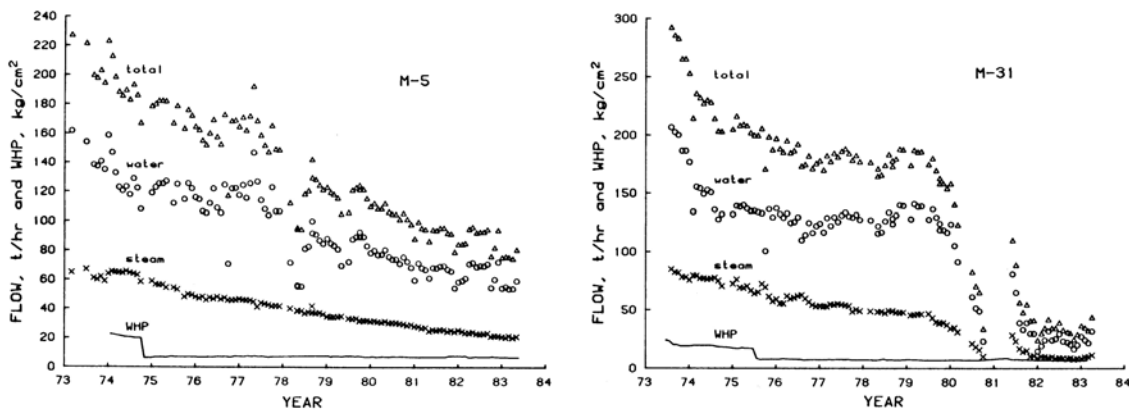 FLOW, t/hr and WHP, kg/cm²
240
220
200
180
160
140
120
100
80
60
40
20
0
total
M-5
water
steam
WHP
73 74 75 76 77 78 79 80 81 82 83 84
YEAR
FLOW, t/hr and WHP, kg/cm²
300
250
200
150
100
50
0
total
M-31
water
steam
WHP
73 74 75 76 77 78 79 80 81 82 83 84
YEAR